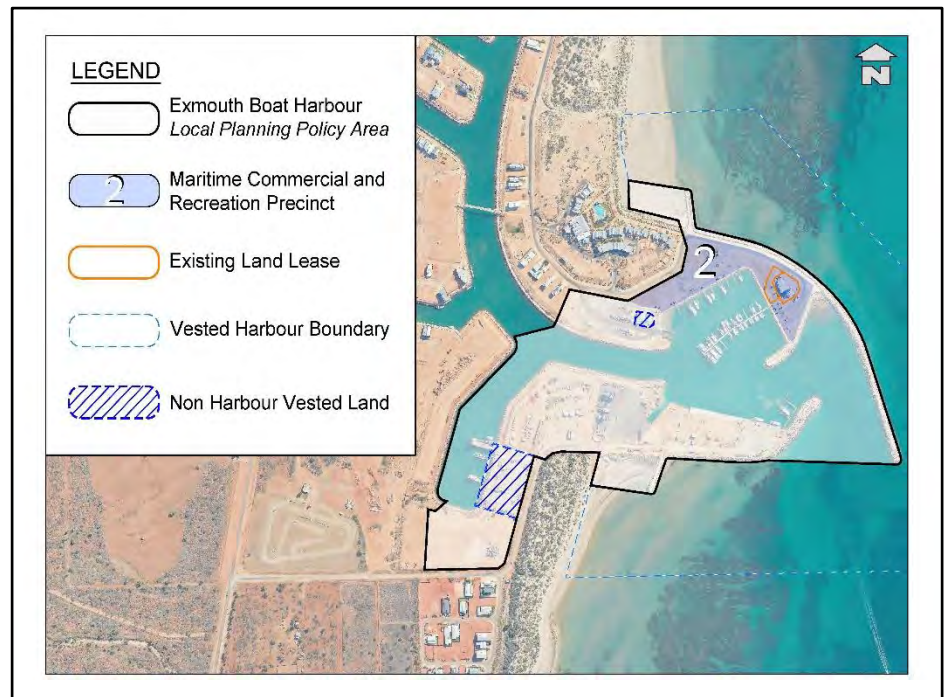 LEGEND
Exmouth Boat Harbour
Local Planning Policy Area
2
Maritime Commercial and
Recreation Precinct
Existing Land Lease
Vested Harbour Boundary
Non Harbour Vested Land
N
2